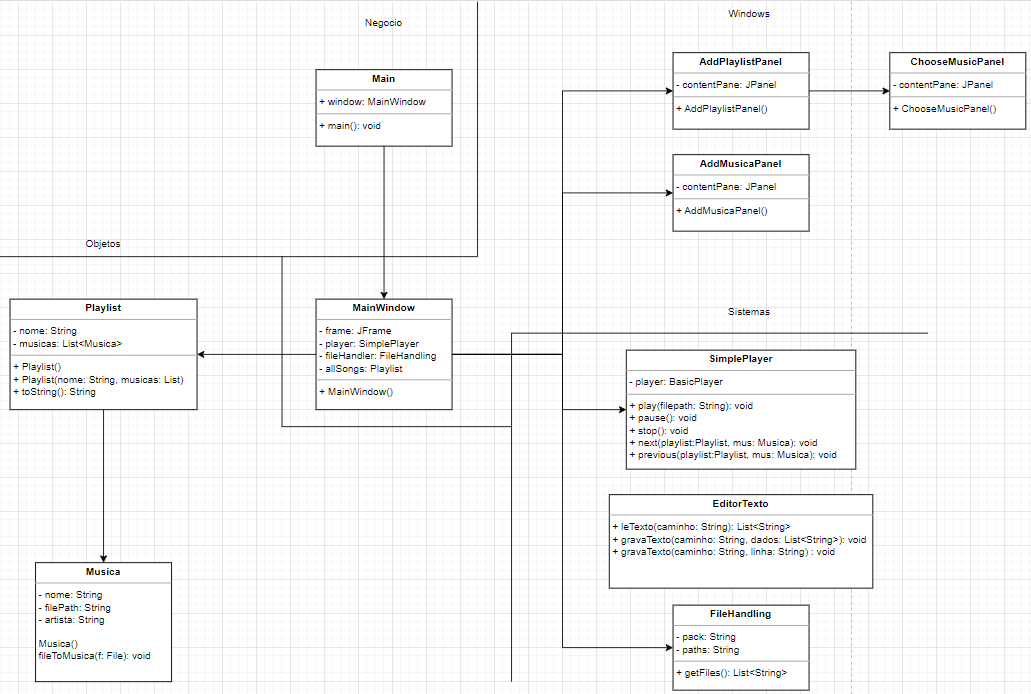 Negocio
Main
+ window: MainWindow
+ main(): void
Windows
AddPlaylistPanel
- contentPane: JPanel
+ AddPlaylistPanel()
ChooseMusicPanel
- contentPane: JPanel
+ ChooseMusicPanel()
AddMusicaPanel
- contentPane: JPanel
+ AddMusicaPanel()
Objetos
Playlist
- nome: String
- musicas: List<Musica>
+ Playlist()
+ Playlist(nome: String, musicas: List)
+ toString(): String
MainWindow
- frame: JFrame
- player: SimplePlayer
- fileHandler: FileHandling
- allSongs: Playlist
+ MainWindow()
Sistemas
SimplePlayer
- player: BasicPlayer
+ play(filepath: String): void
+ pause(): void
+ stop(): void
+ next(playlist:Playlist, mus: Musica): void
+ previous(playlist:Playlist, mus: Musica): void
EditorTexto
+ leTexto(caminho: String): List<String>
+ gravaTexto(caminho: String, dados: List<String>): void
+ gravaTexto(caminho: String, linha: String) : void
Musica
- nome: String
- filePath: String
- artista: String
Musica()
fileToMusica(f: File): void
FileHandling
- pack: String
- paths: String
+ getFiles(): List<String>